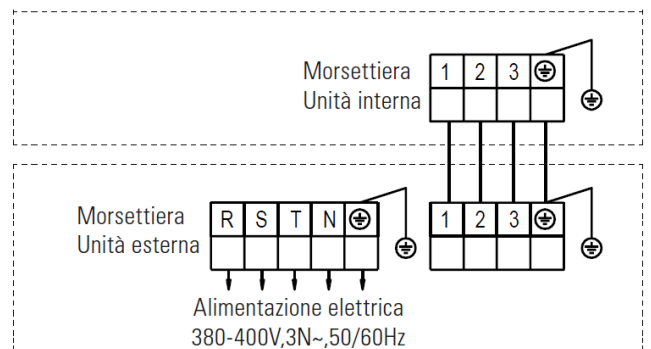 Morsettiera
Unità interna
1 2 3
Morsettiera
Unità esterna
R S T N
1 2 3
Alimentazione elettrica
380-400V,3N~,50/60Hz